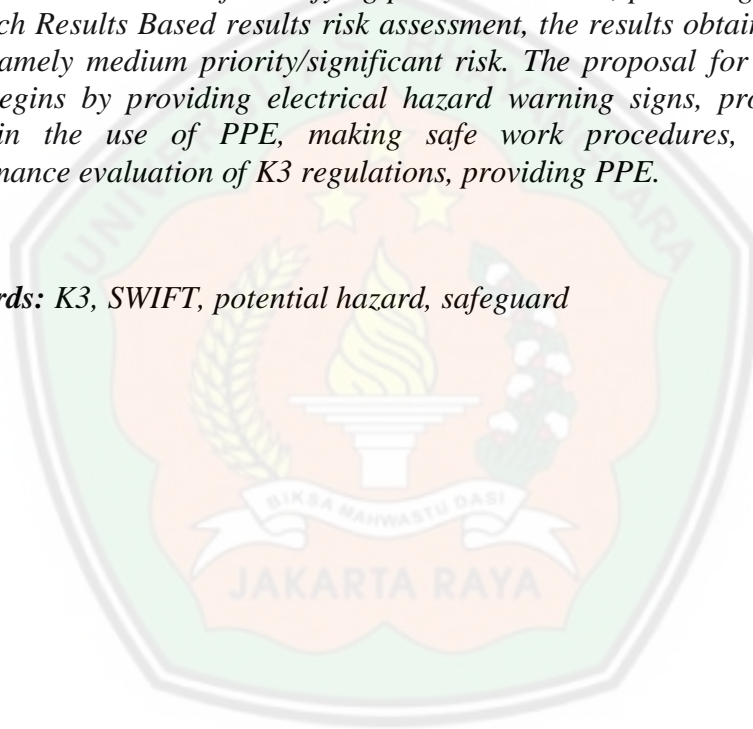 ch Results Based results risk assessment, the results obtai
amely medium priority/significant risk. The proposal for
egins by providing electrical hazard warning signs, pro
in the use of PPE, making safe work procedures,
nance evaluation of K3 regulations, providing PPE.
rds: K3, SWIFT, potential hazard, safeguard
BIKSA MAHWASTU DASI
JAKARTA RAYA